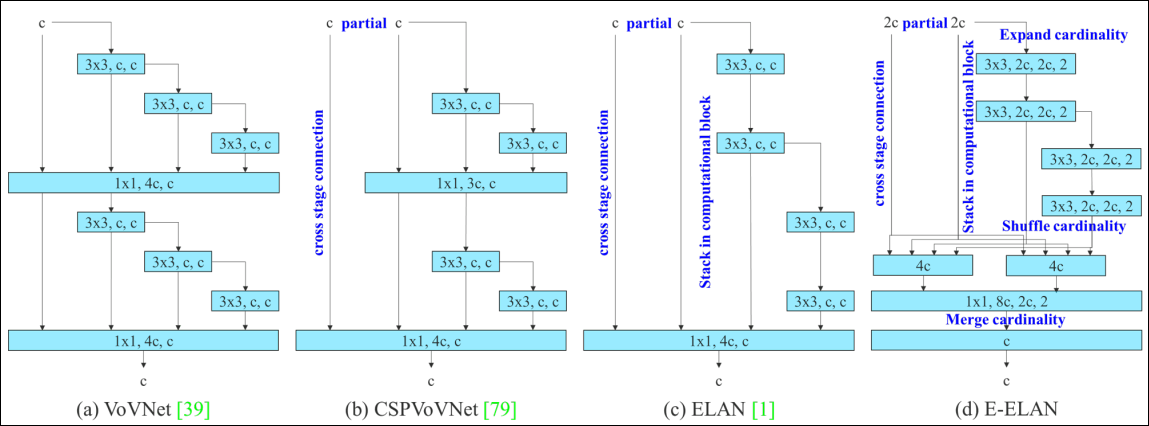 c
3x3, c, c
3x3, c, c
3x3, c, c
1x1, 4c, c
3x3, c, c
3x3, c, c
3x3, c, c
1x1, 4c, c
c
(a) VoVNet [39]
c partial c
cross stage connection
3x3, c, c
3x3, c, c
1x1, 3c, c
3x3, c, c
3x3, c, c
1x1, 4c, c
c
(b) CSPVoVNet [79]
c partial c
cross stage connection
Stack in computational block
3x3, c, c
3x3, c, c
3x3, c, c
3x3, c, c
1x1, 4c, c
c
(c) ELAN [1]
2c partial 2c
Expand cardinality
cross stage connection
Stack in computational block
3x3, 2c, 2c, 2
3x3, 2c, 2c, 2
3x3, 2c, 2c, 2
3x3, 2c, 2c, 2
Shuffle cardinality
4c 4c
1x1, 8c, 2c, 2
Merge cardinality
c
c
(d) E-ELAN